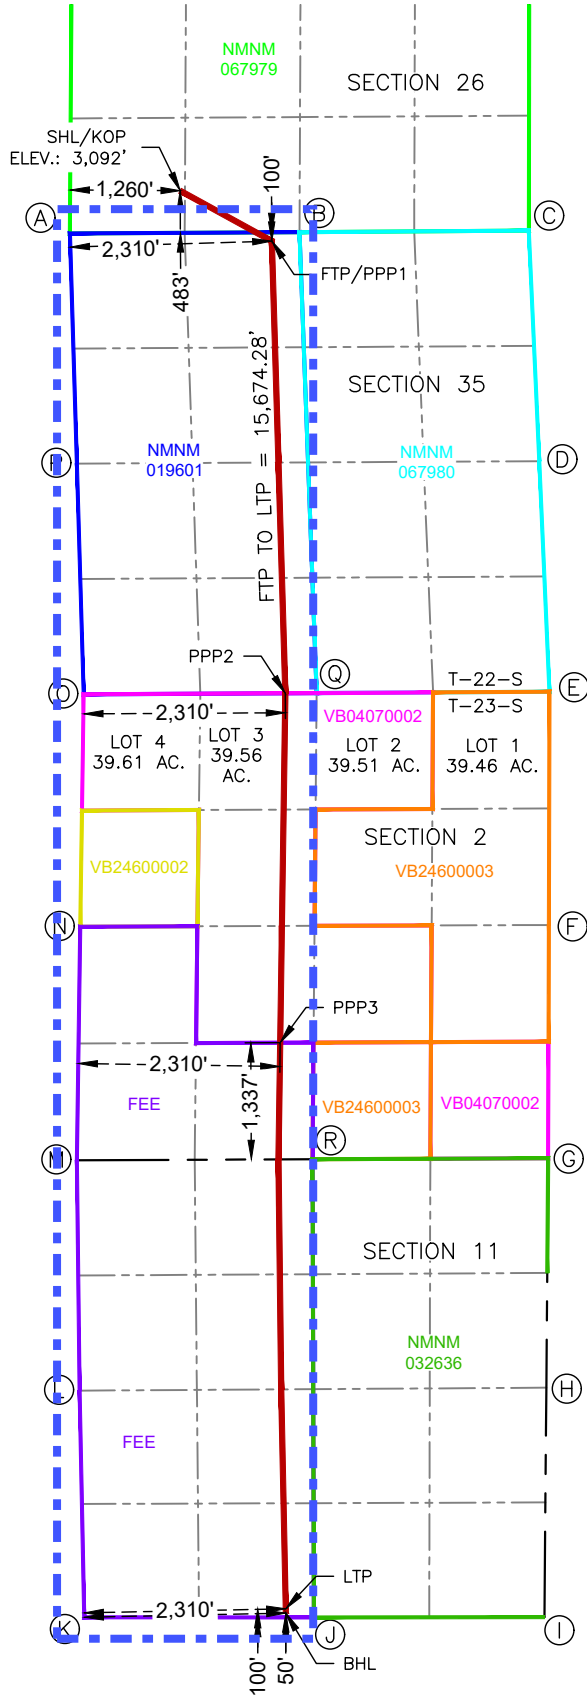 NMNM
067979
SECTION 26
SHL/KOP
ELEV.: 3,092'
1,260'
100'
A
B
C
2,310'
483'
FTP/PPP1
FTP TO LTP = 15,674.28'
SECTION 35
NMNM
019601
NMNM
067980
P
D
PPP2
Q
T-22-S
T-23-S
O
E
2,310'
VB04070002
LOT 4
39.61 AC.
LOT 3
39.56
AC.
LOT 2
39.51 AC.
LOT 1
39.46 AC.
SECTION 2
VB24600002
VB24600003
N
F
PPP3
2,310'
1,337'
FEE
VB24600003
VB04070002
R
M
G
SECTION 11
NMNM
032636
L
H
FEE
LTP
2,310'
K
J
I
100'
50'
BHL